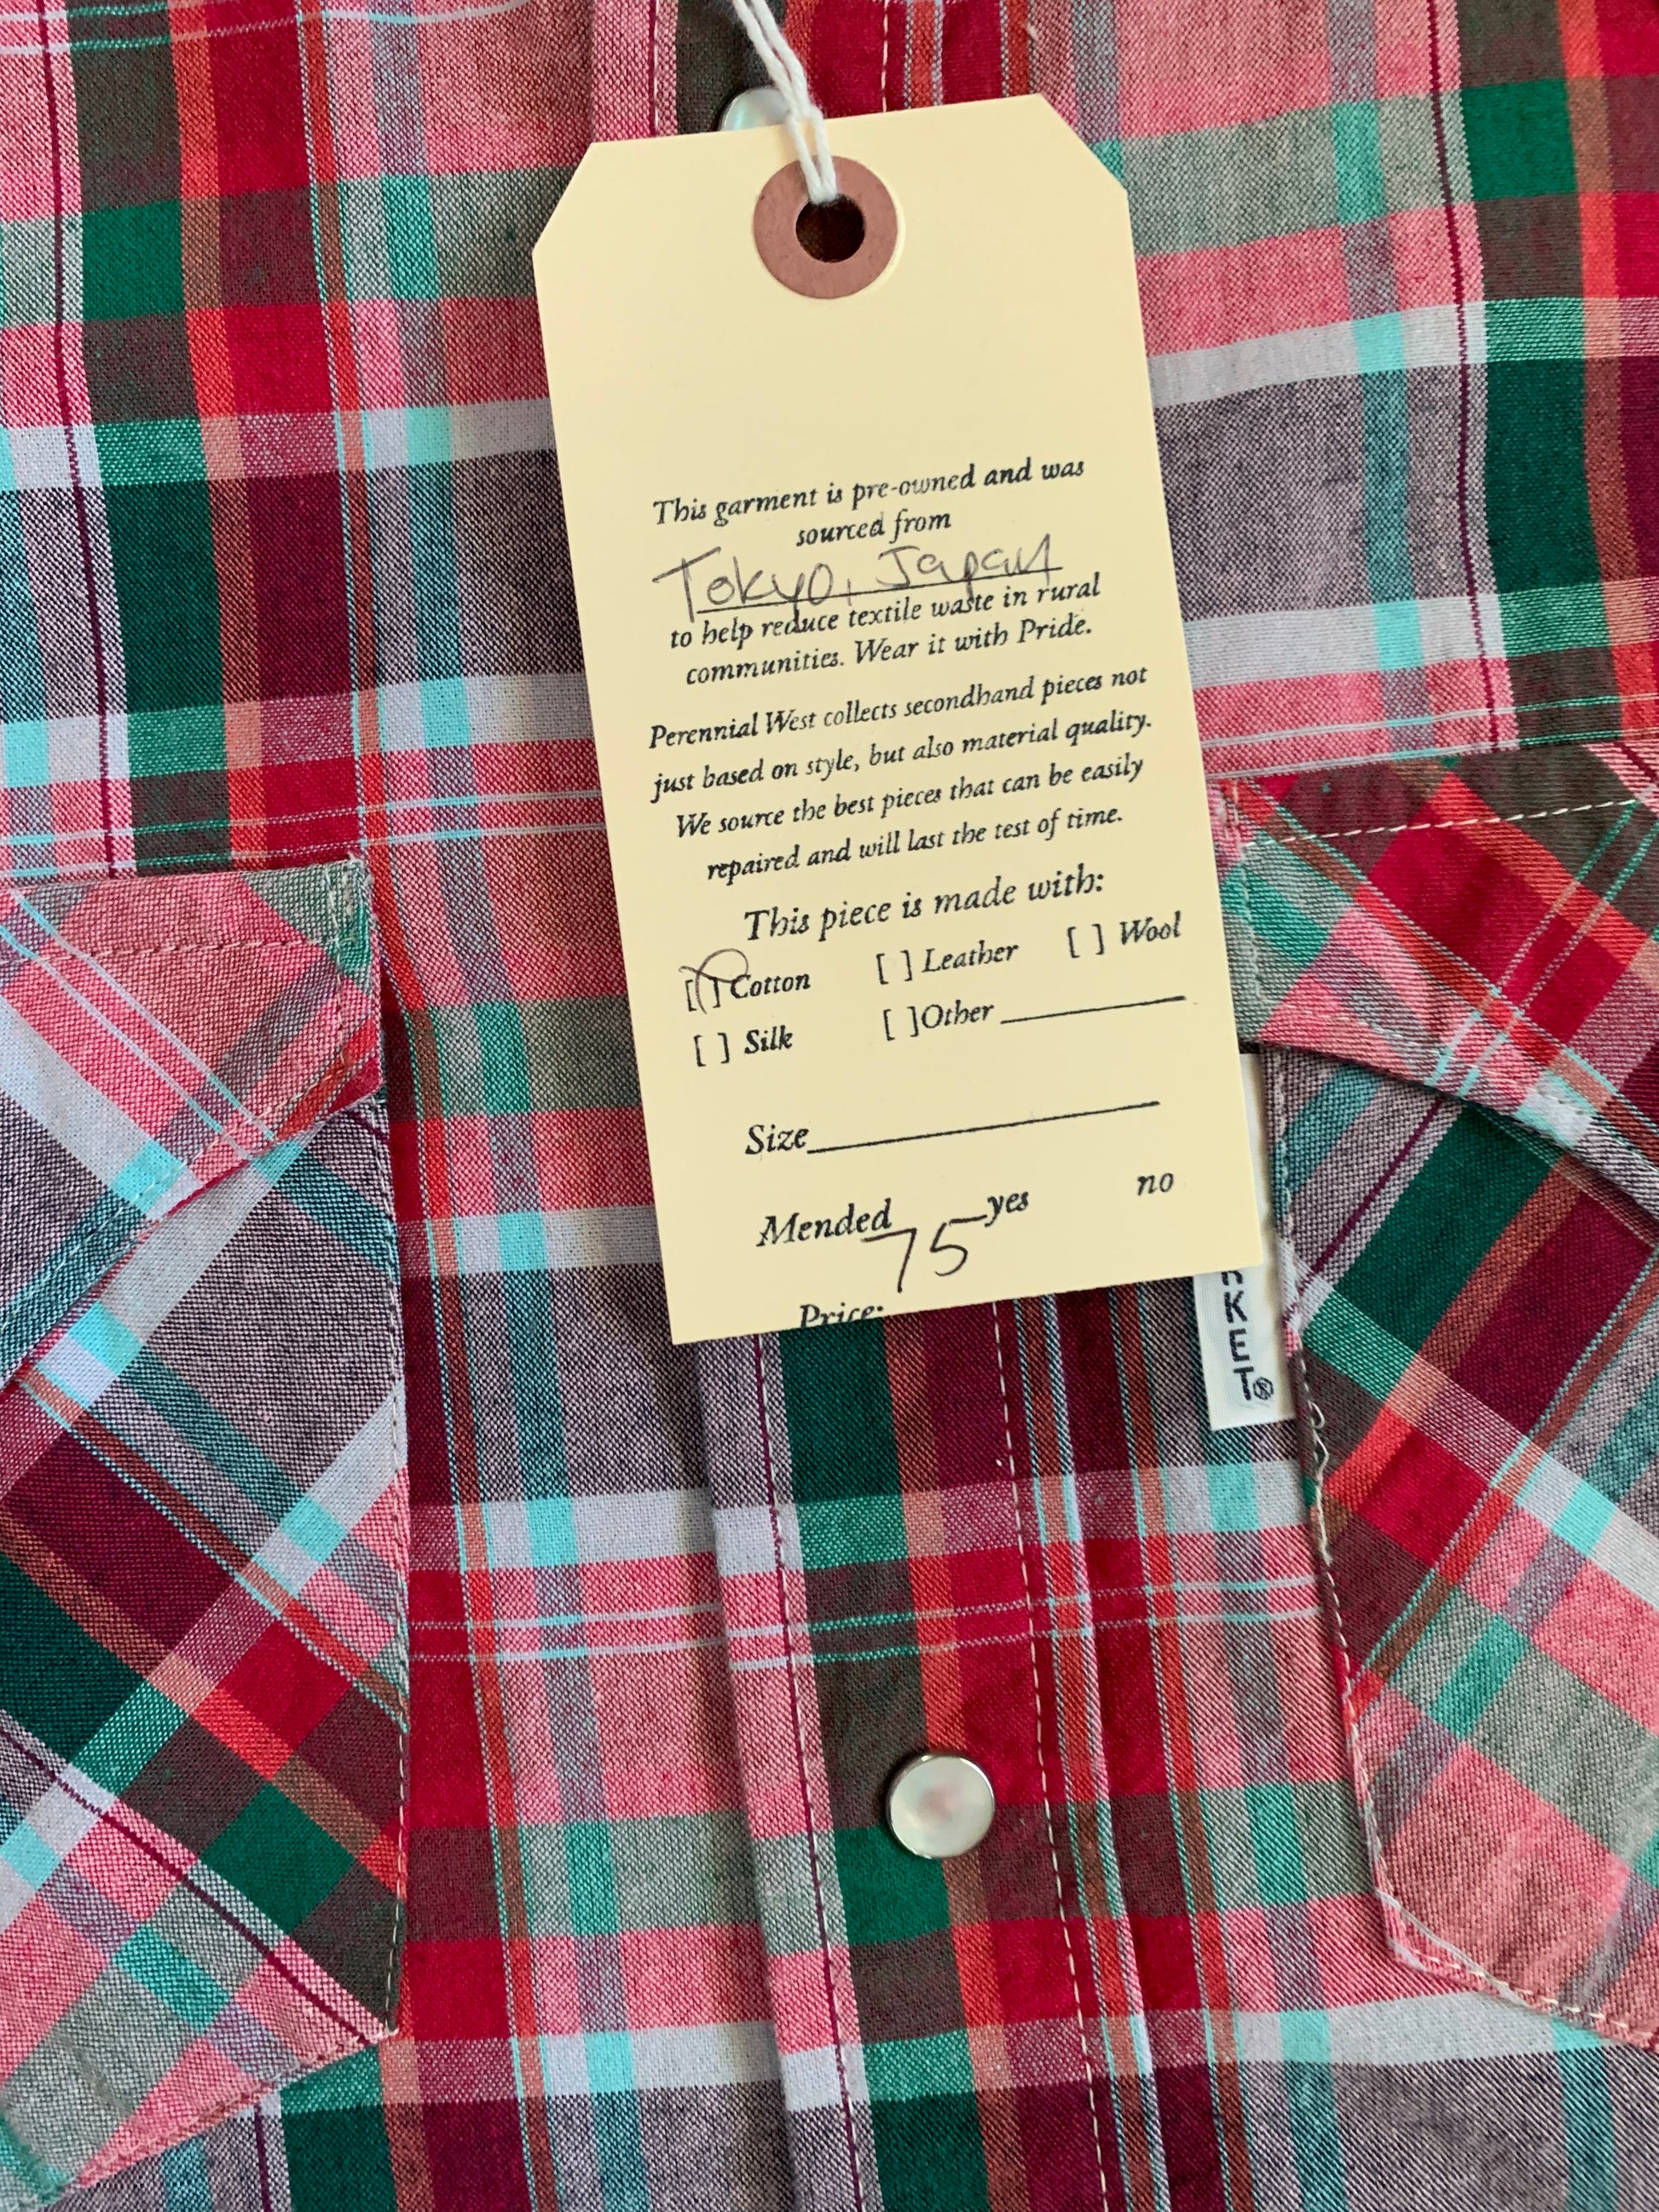 This garment is pre-owned and was
sourced from
Tokyo, Japan
to help reduce textile waste in rural
communities. Wear it with Pride.
Perennial West collects secondhand pieces not
just based on style, but also material quality.
We source the best pieces that can be easily
repaired and will last the test of time.
This piece is made with:
[ ] Cotton [ ] Leather [ ] Wool
[ ] Silk [ ]Other
Size
Mended yes no
75
Price:
KET®